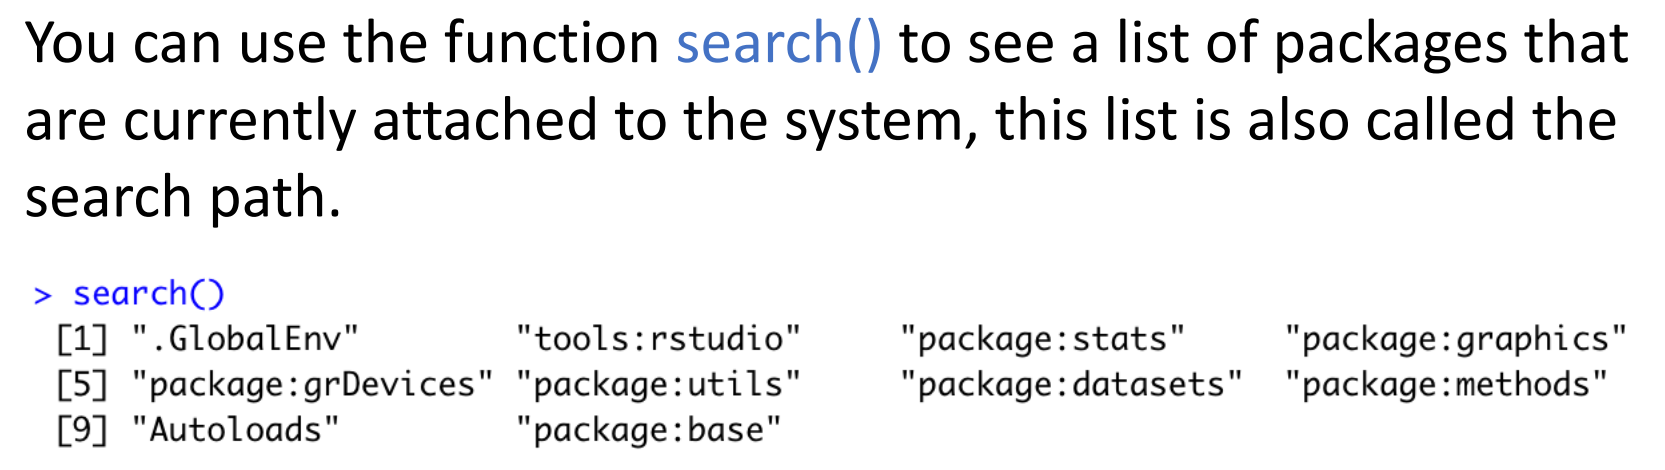 You can use the function search() to see a list of packages that
are currently attached to the system, this list is also called the
search path.
> search()
[1] ".GlobalEnv" "tools:rstudio" "package:stats" "package:graphics"
[5] "package:grDevices" "package:utils" "package:datasets" "package:methods"
[9] "Autoloads" "package:base"